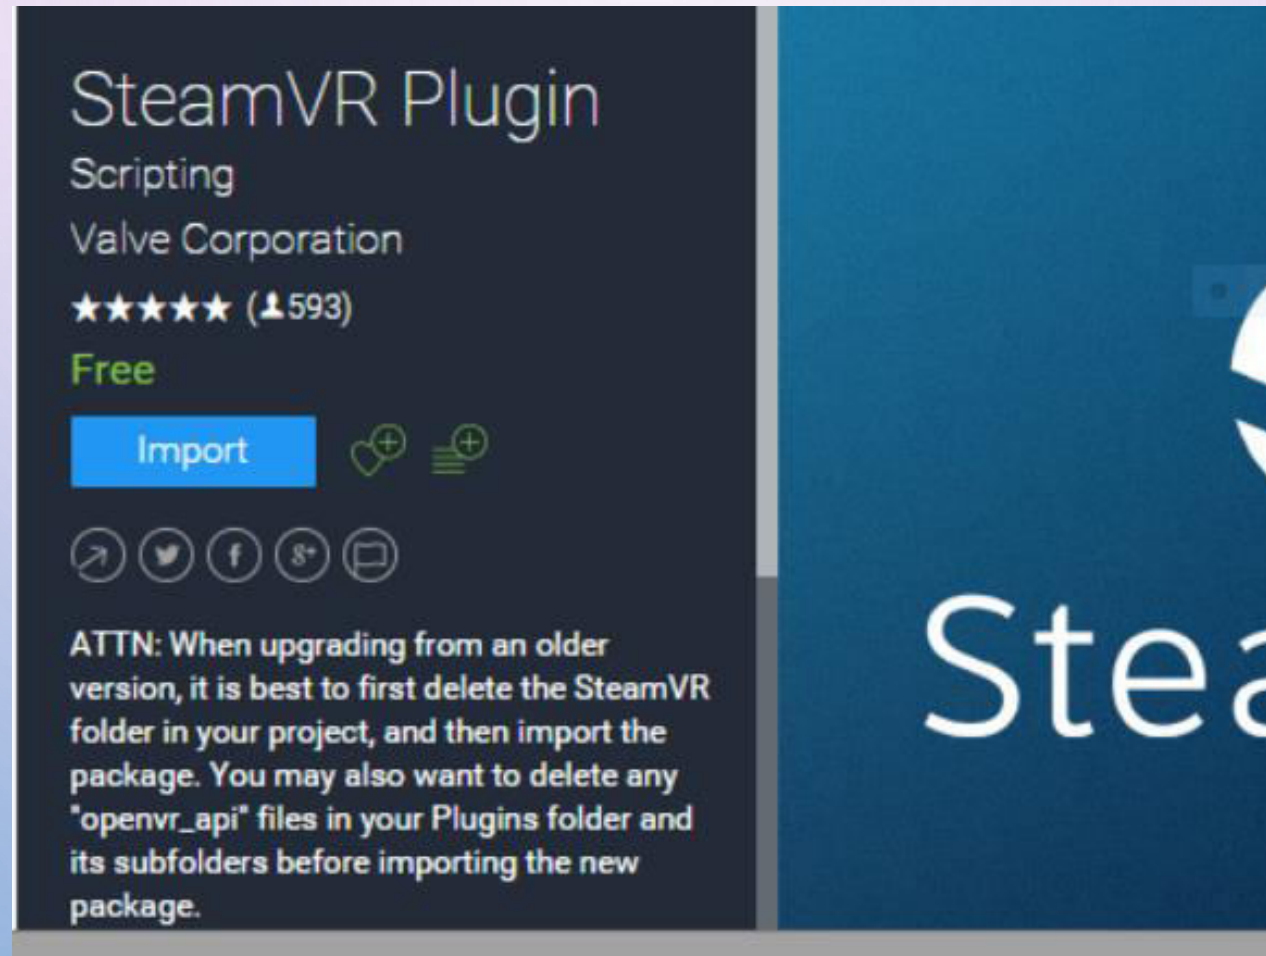 SteamVR Plugin
Scripting
Valve Corporation
★★★★★ (593)
Free
Import
ATTN: When upgrading from an older
version, it is best to first delete the SteamVR
folder in your project, and then import the
package. You may also want to delete any
"openvr_api" files in your Plugins folder and
its subfolders before importing the new
package.
Stea